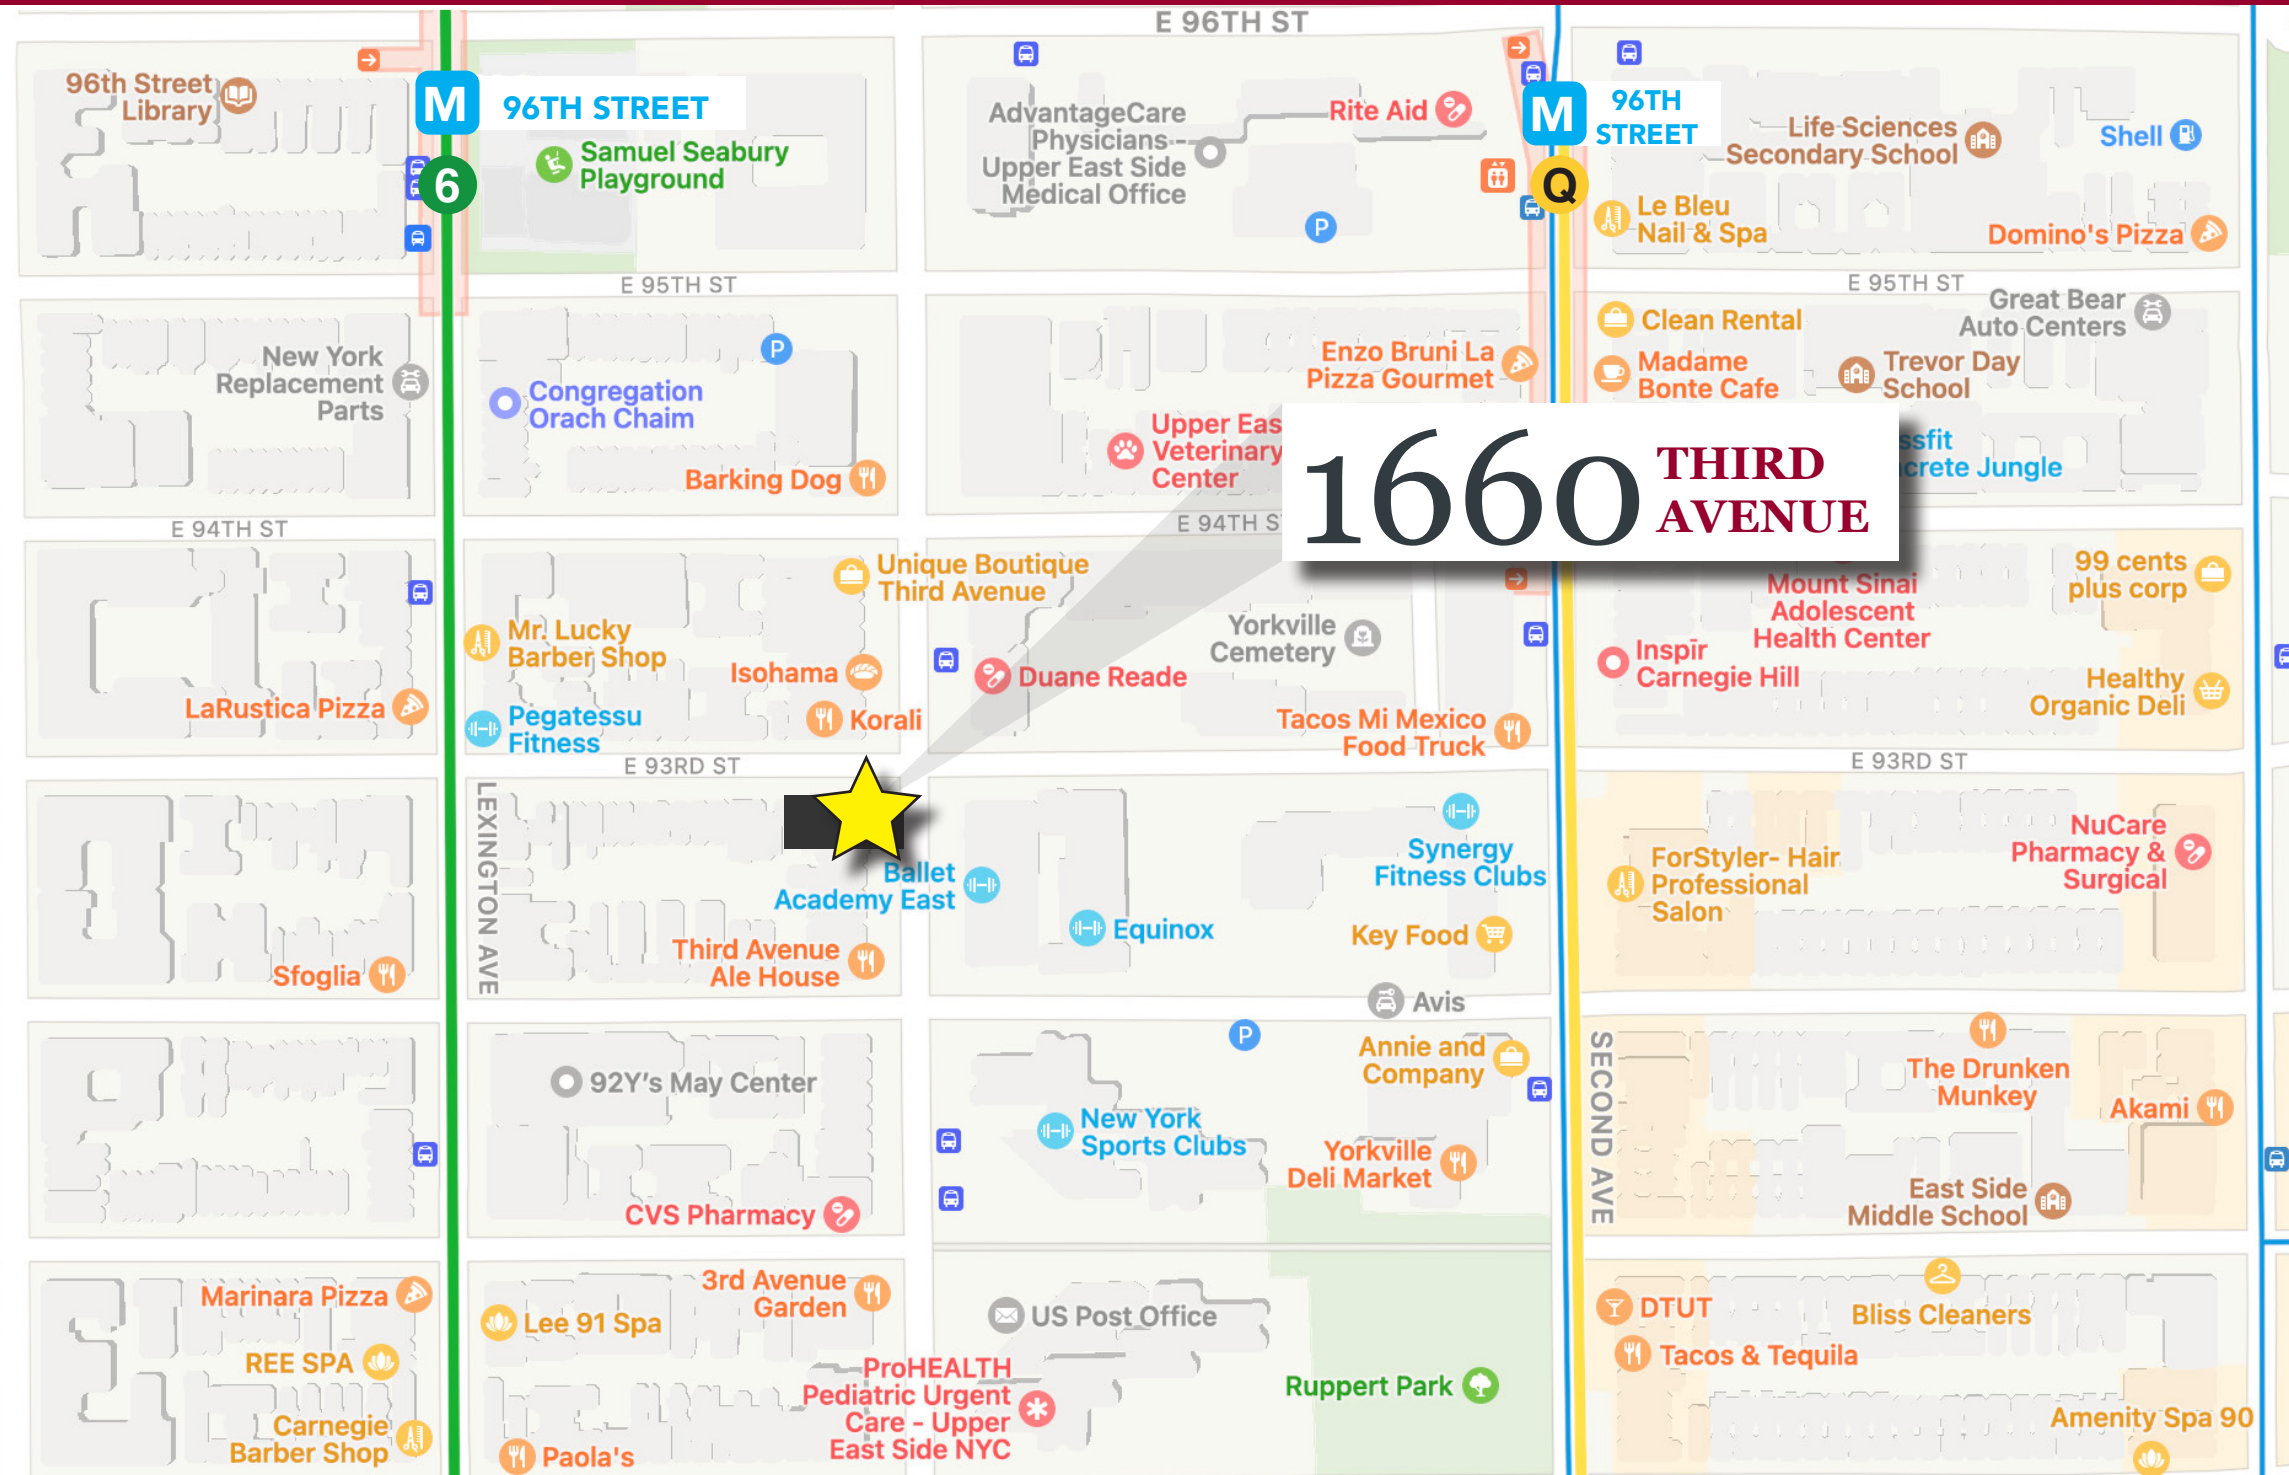 E 96TH ST
96th Street
Library
M
96TH STREET
6
Samuel Seabury
Playground
AdvantageCare
Physicians -
Upper East Side
Medical Office
Rite Aid
P
M
96TH
STREET
Q
Life Sciences
Secondary School
Shell
Le Bleu
Nail & Spa
Domino's Pizza
E 95TH ST
E 95TH ST
New York
Replacement
Parts
P
Congregation
Orach Chaim
Barking Dog
Enzo Bruni La
Pizza Gourmet
Upper Eas
Veterinary
Center
Clean Rental
Madame
Bonte Cafe
Great Bear
Auto Centers
Trevor Day
School
ssfit
crete Jungle
1660 THIRD
AVENUE
E 94TH ST
E 94TH S
Unique Boutique
Third Avenue
Mr. Lucky
Barber Shop
Isohama
LaRustica Pizza
Pegatessu
Fitness
Korali
Duane Reade
Yorkville
Cemetery
Tacos Mi Mexico
Food Truck
Mount Sinai
Adolescent
Health Center
Inspīr
Carnegie Hill
99 cents
plus corp
Healthy
Organic Deli
E 93RD ST
E 93RD ST
LEXINGTON AVE
Sfoglia
Ballet
Academy East
Third Avenue
Ale House
Equinox
Synergy
Fitness Clubs
Key Food
ForStyler- Hair
Professional
Salon
NuCare
Pharmacy &
Surgical
Avis
92Y's May Center
CVS Pharmacy
P
New York
Sports Clubs
Annie and
Company
Yorkville
Deli Market
SECOND AVE
The Drunken
Munkey
Akami
East Side
Middle School
Marinara Pizza
REE SPA
Carnegie
Barber Shop
Lee 91 Spa
3rd Avenue
Garden
Paola's
US Post Office
ProHEALTH
Pediatric Urgent
Care - Upper
East Side NYC
Ruppert Park
DTUT
Tacos & Tequila
Bliss Cleaners
Amenity Spa 90